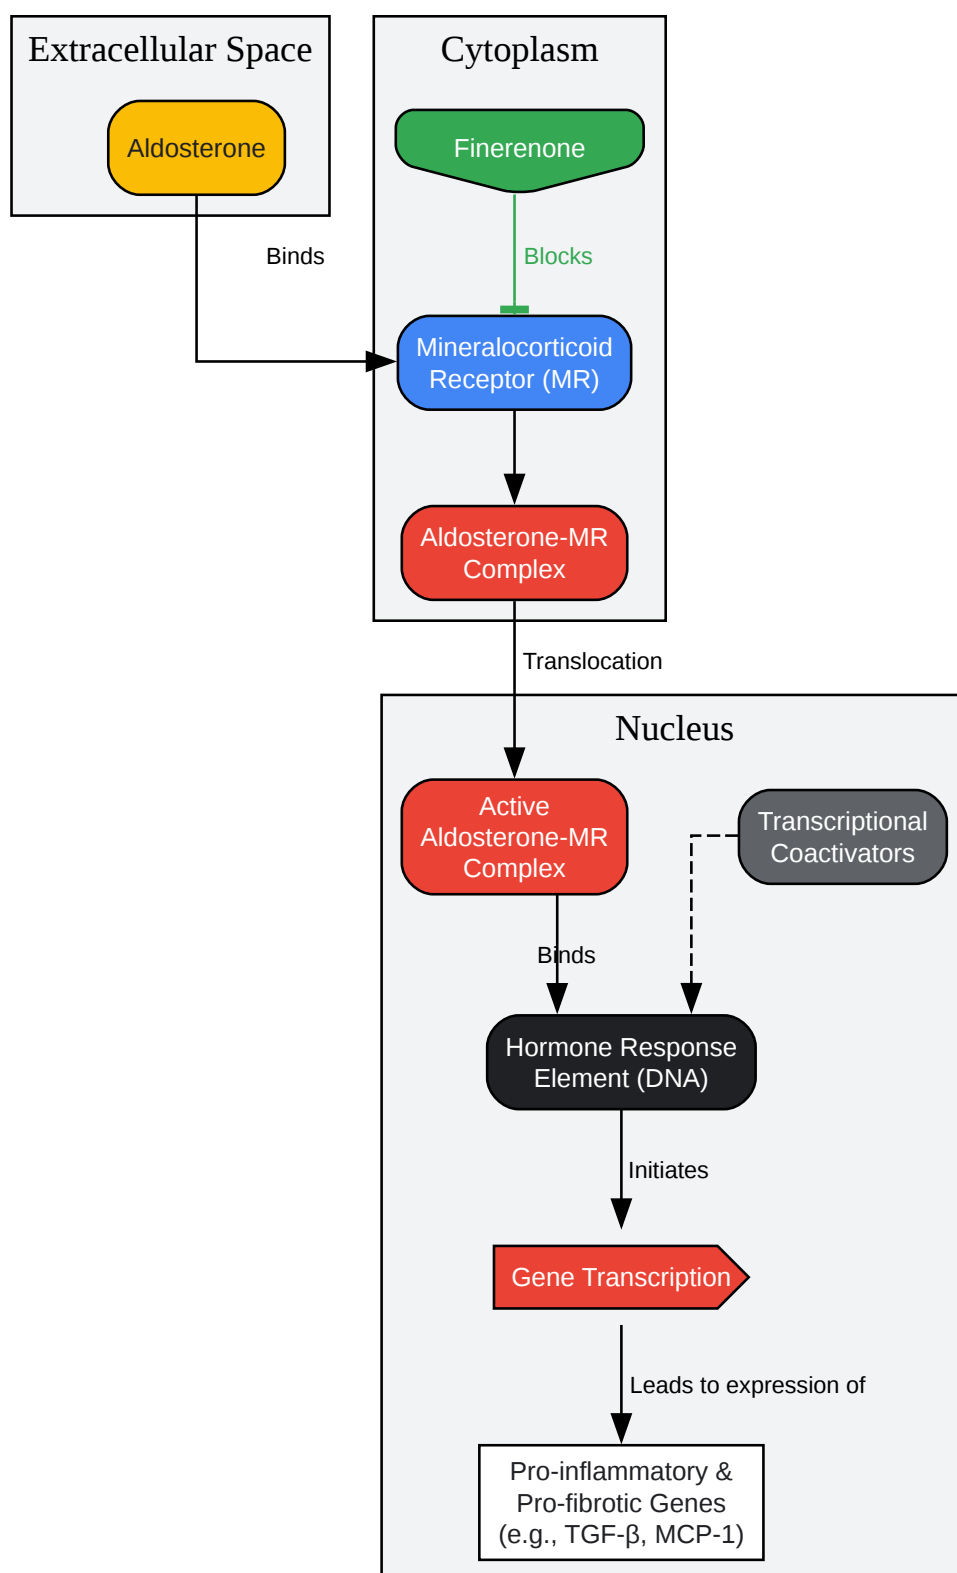 Extracellular Space
Cytoplasm
Aldosterone
Finerenone
Binds
Blocks
Mineralocorticoid
Receptor (MR)
Aldosterone-MR
Complex
Translocation
Nucleus
Active
Aldosterone-MR
Complex
Transcriptional
Coactivators
Binds
Hormone Response
Element (DNA)
Initiates
Gene Transcription
Leads to expression of
Pro-inflammatory &
Pro-fibrotic Genes
(e.g., TGF-β, MCP-1)